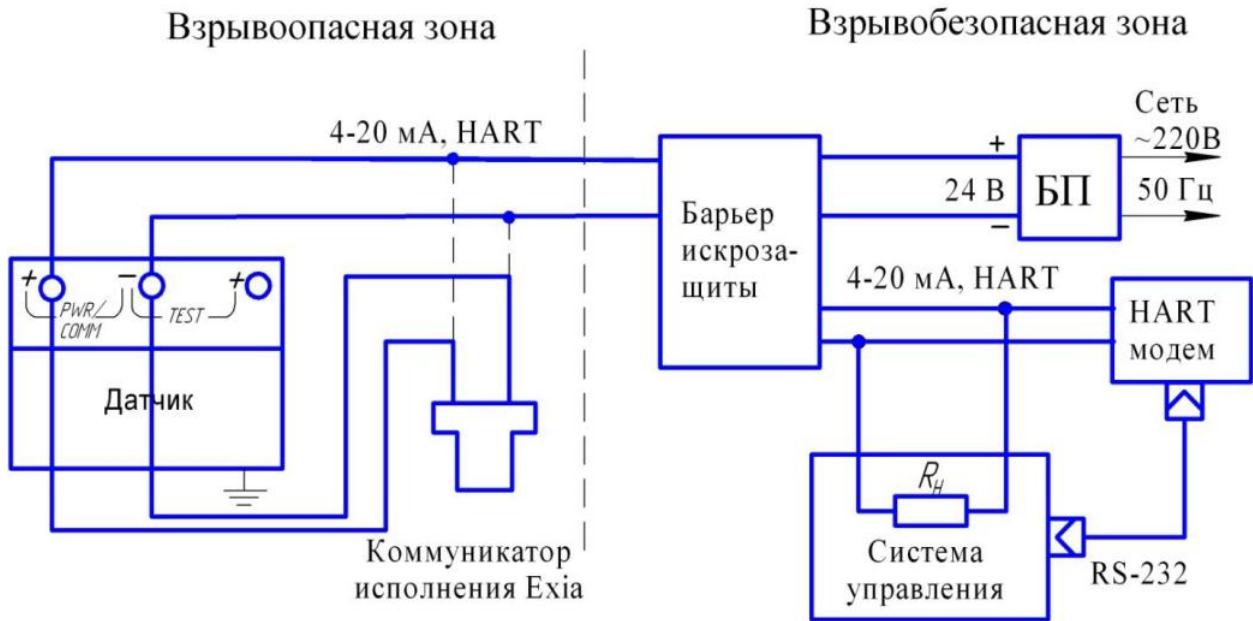 Взрывоопасная зона
Взрывобезопасная зона
4-20 мА, HART
Сеть
~220В
50 Гц
+
24 В
−
БП
Барьер
искроза-
щиты
4-20 мА, HART
HART
модем
+ − +
PWR/
COMM
TEST
Датчик
Rн
Система
управления
RS-232
Коммуникатор
исполнения Exia